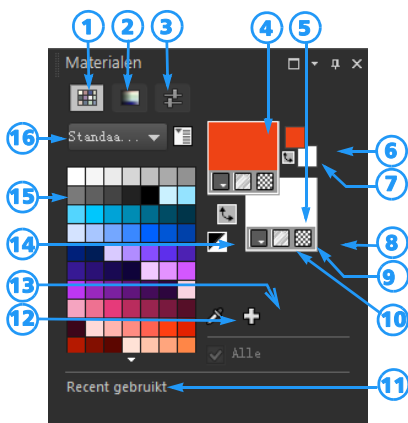 1 2 3 4 5
Materialen
16 Standaa... 6
7
15
14 8
9
13 10
12
Alle
Recent gebruikt 11